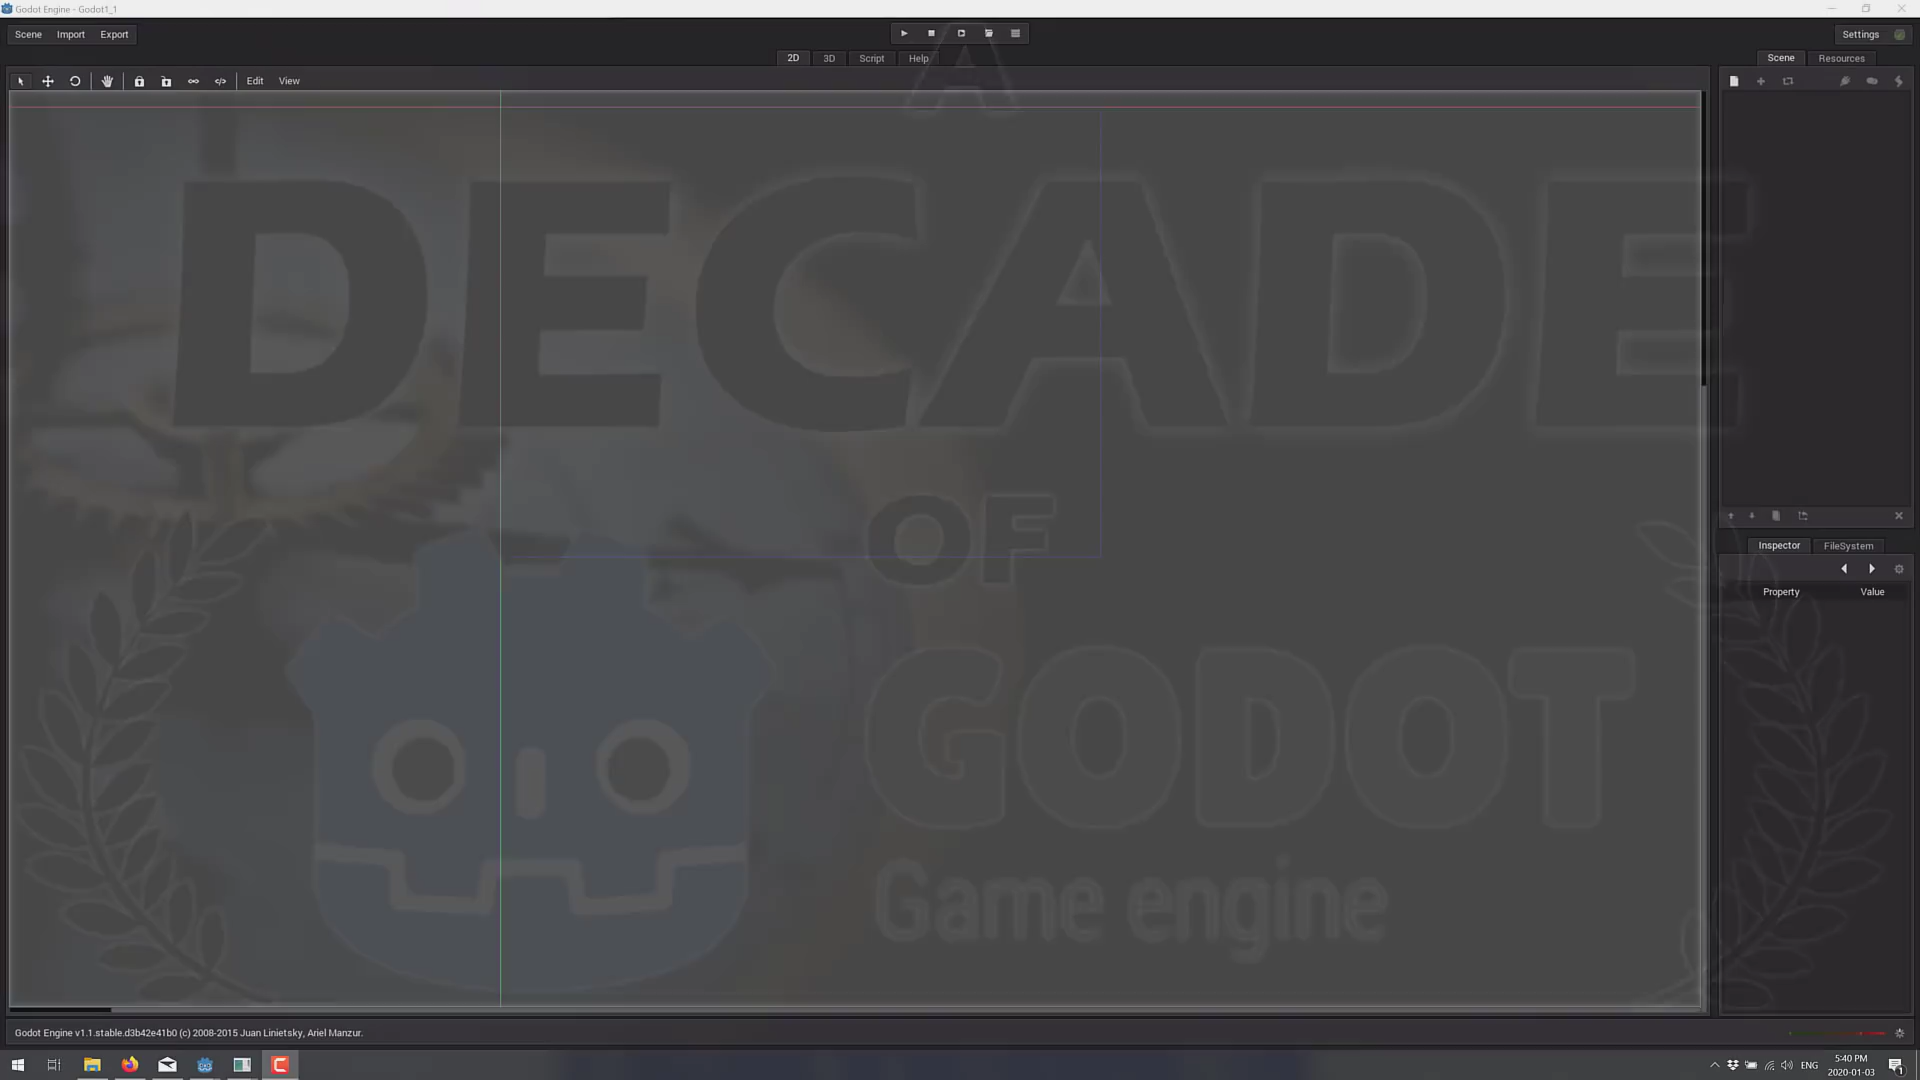 Godot Engine - Godot1_1
Scene Import Export
Settings
2D 3D Script Help
Scene Resources
Edit View
A
DECADE
OF
GODOT
Game engine
Inspector FileSystem
Property Value
Godot Engine v1.1.stable.d3b42e41b0 (c) 2008-2015 Juan Linietsky, Ariel Manzur.
ENG
5:40 PM
2020-01-03
1